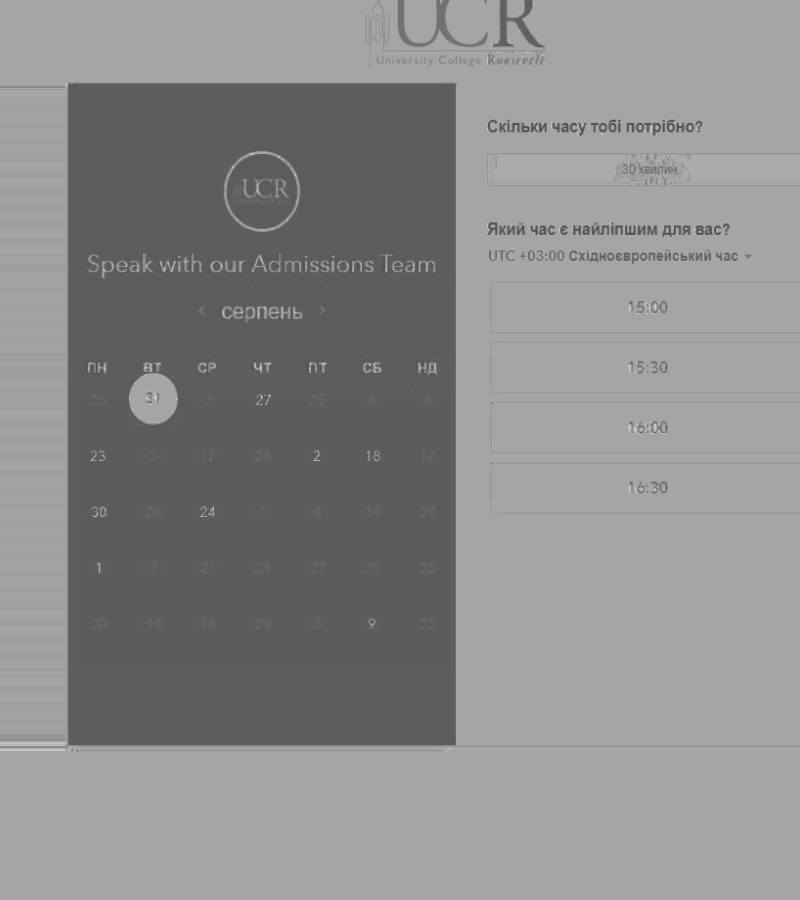 UCR
University College Roosevelt
UCR
Speak with our Admissions Team
< серпень >
ПН ВТ СР ЧТ ПТ СБ НД
25 31 7 27 25 6 4
23 3 17 26 2 18 17
30 26 24 2 4 14 29
1 7 21 24 27 25 28
20 14 16 29 3 9 23
Скільки часу тобі потрібно?
30 хвилин
Який час є найліпшим для вас?
UTC +03:00 Східноєвропейський час
15:00
15:30
16:00
16:30